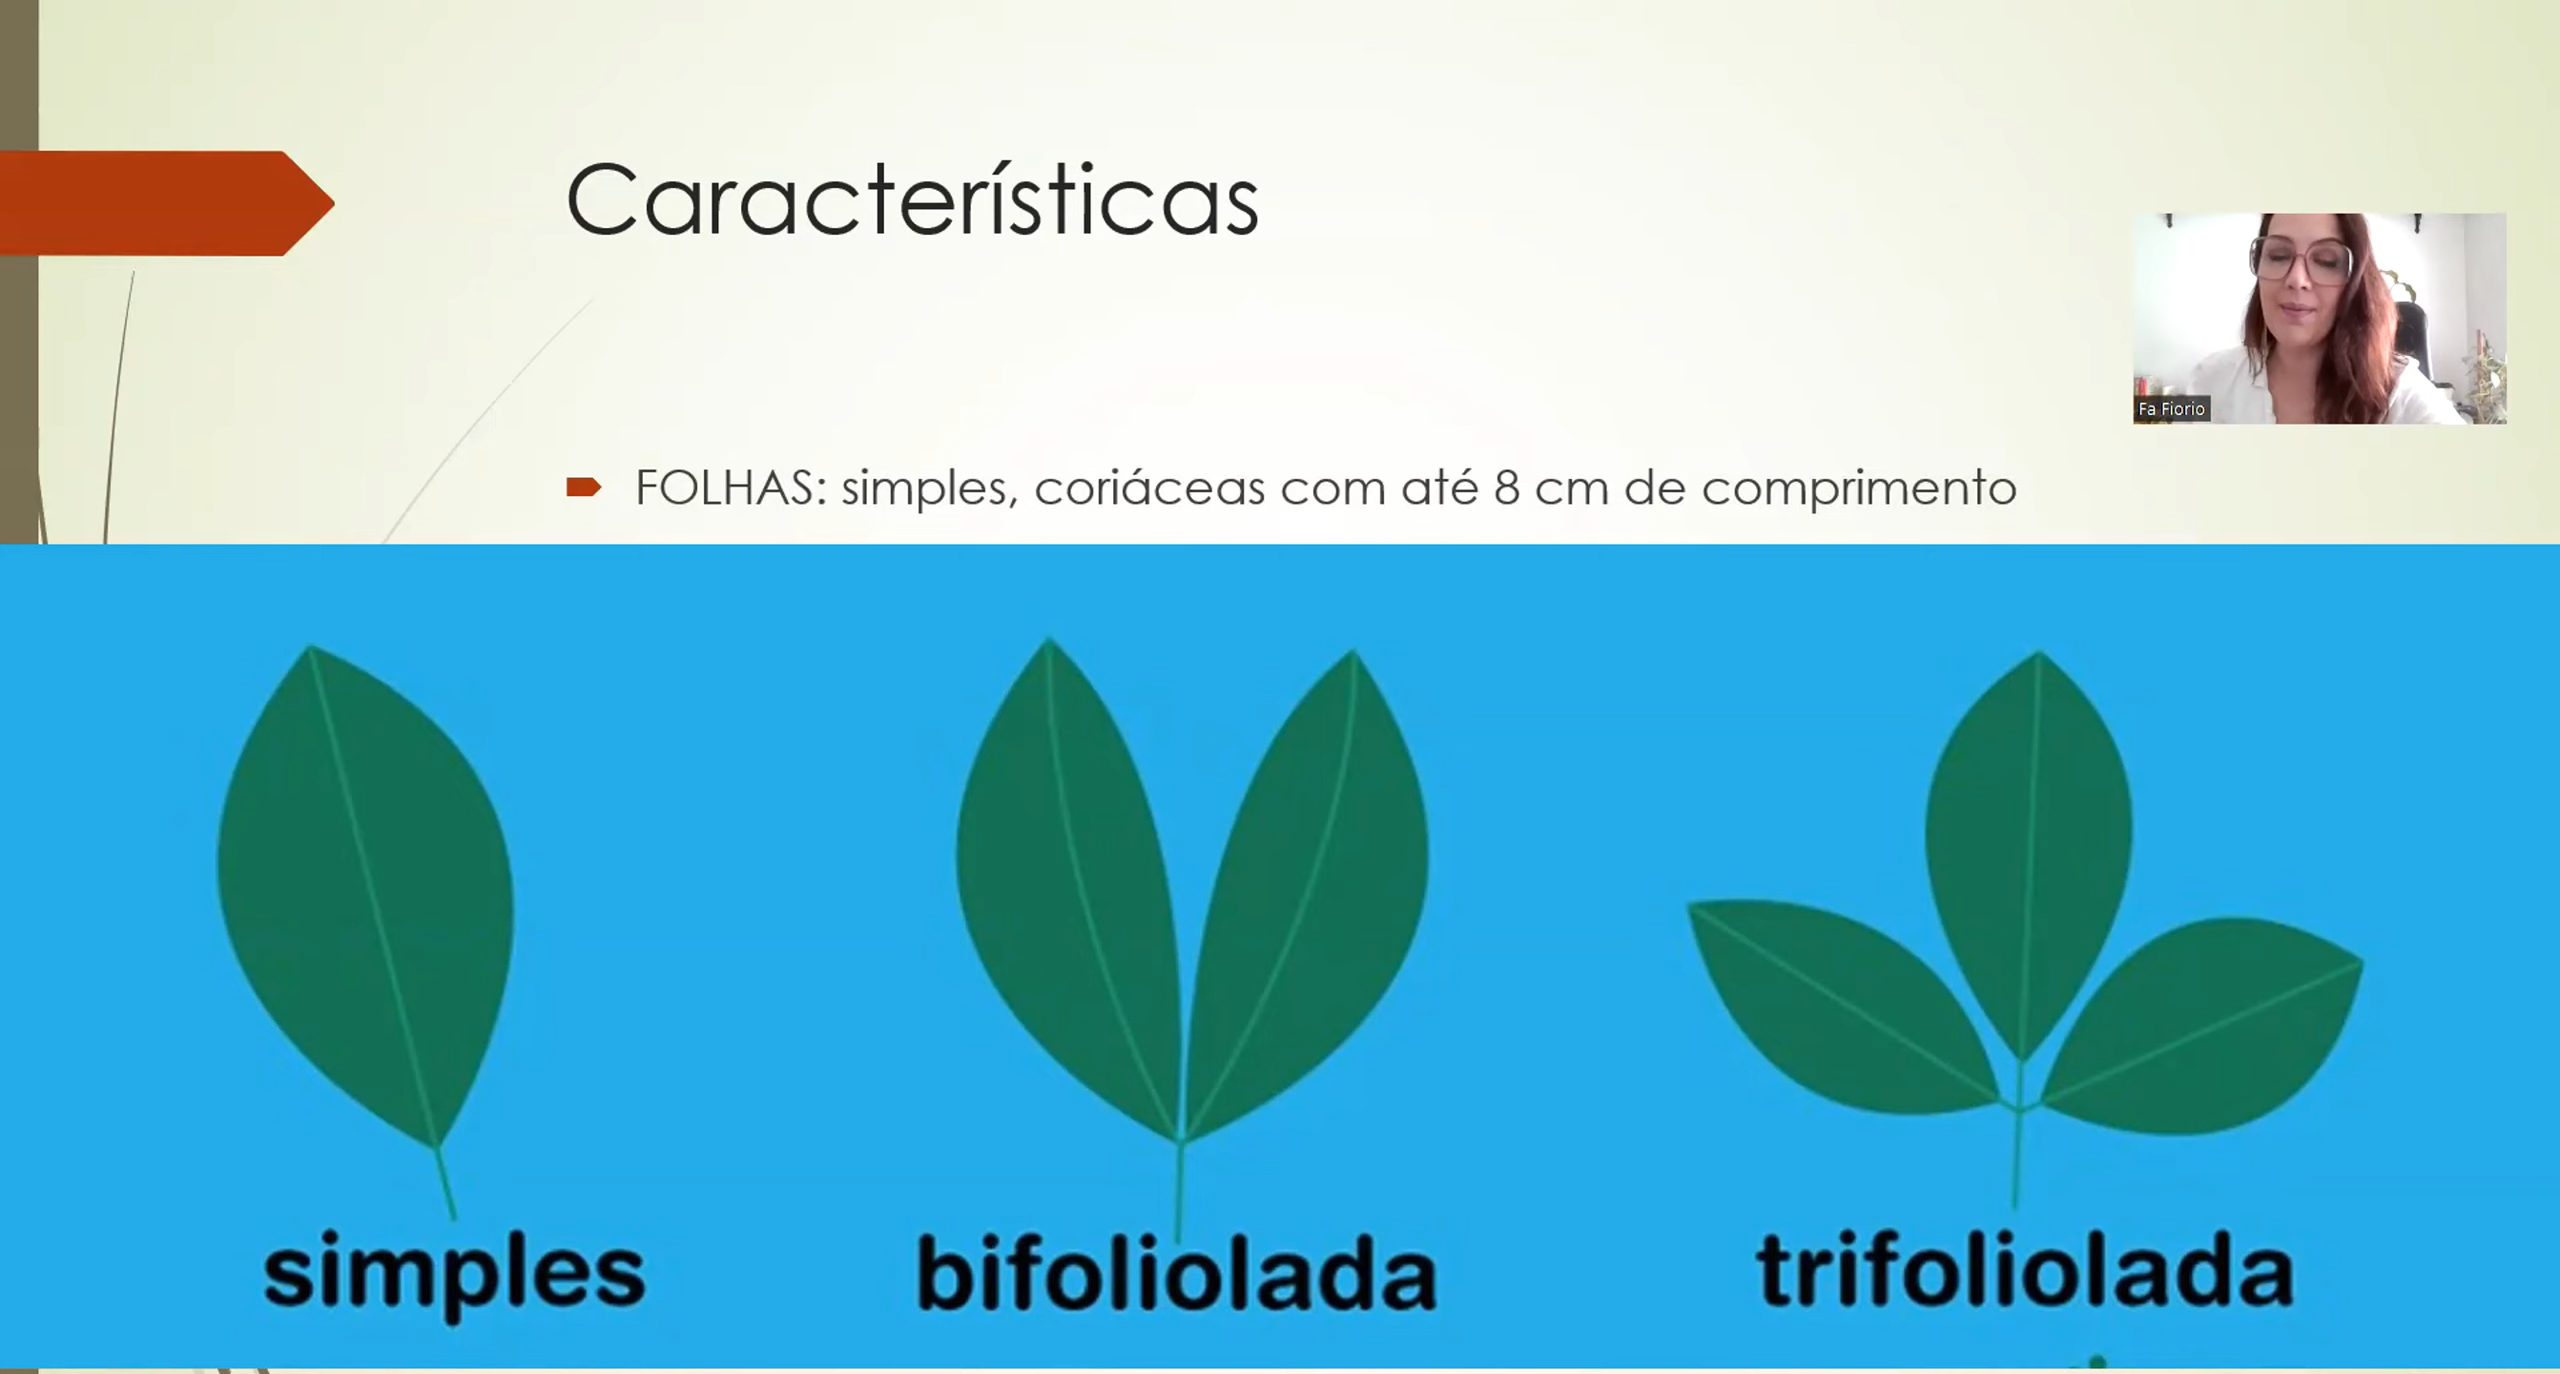 Características
Fa Fiorio
FOLHAS: simples, coriáceas com até 8 cm de comprimento
simples
bifoliolada
trifoliolada